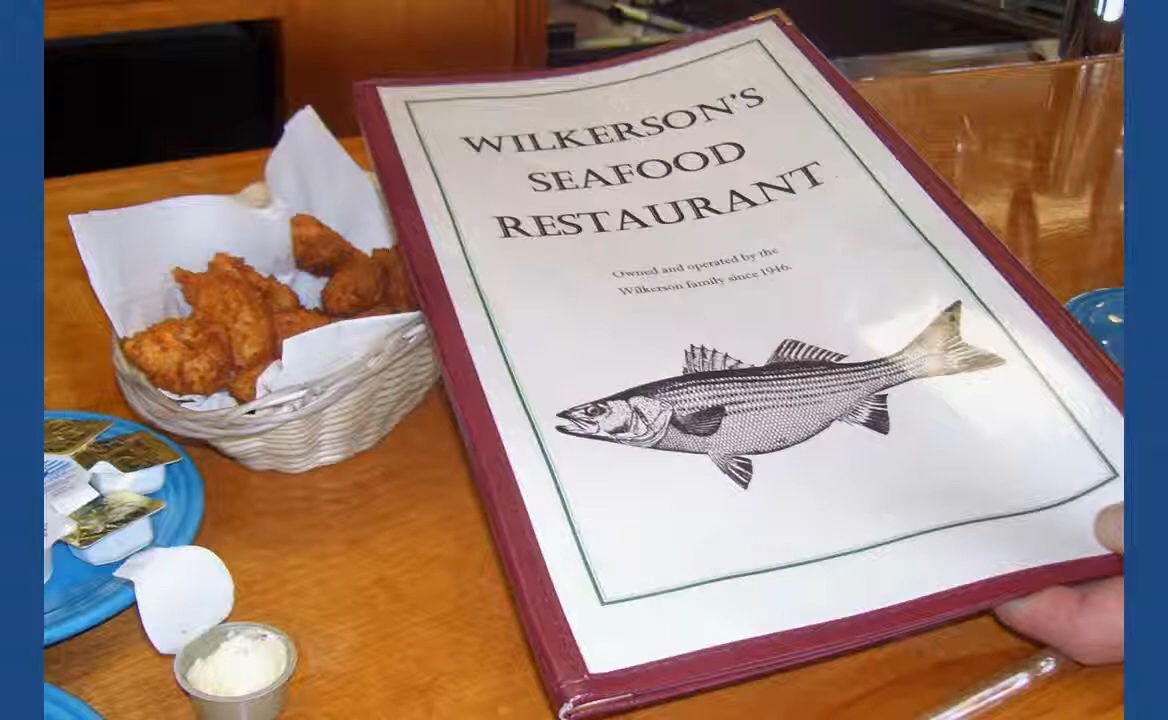 WILKERSON'S
SEAFOOD
RESTAURANT
Owned and operated by the
Wilkerson family since 1946.